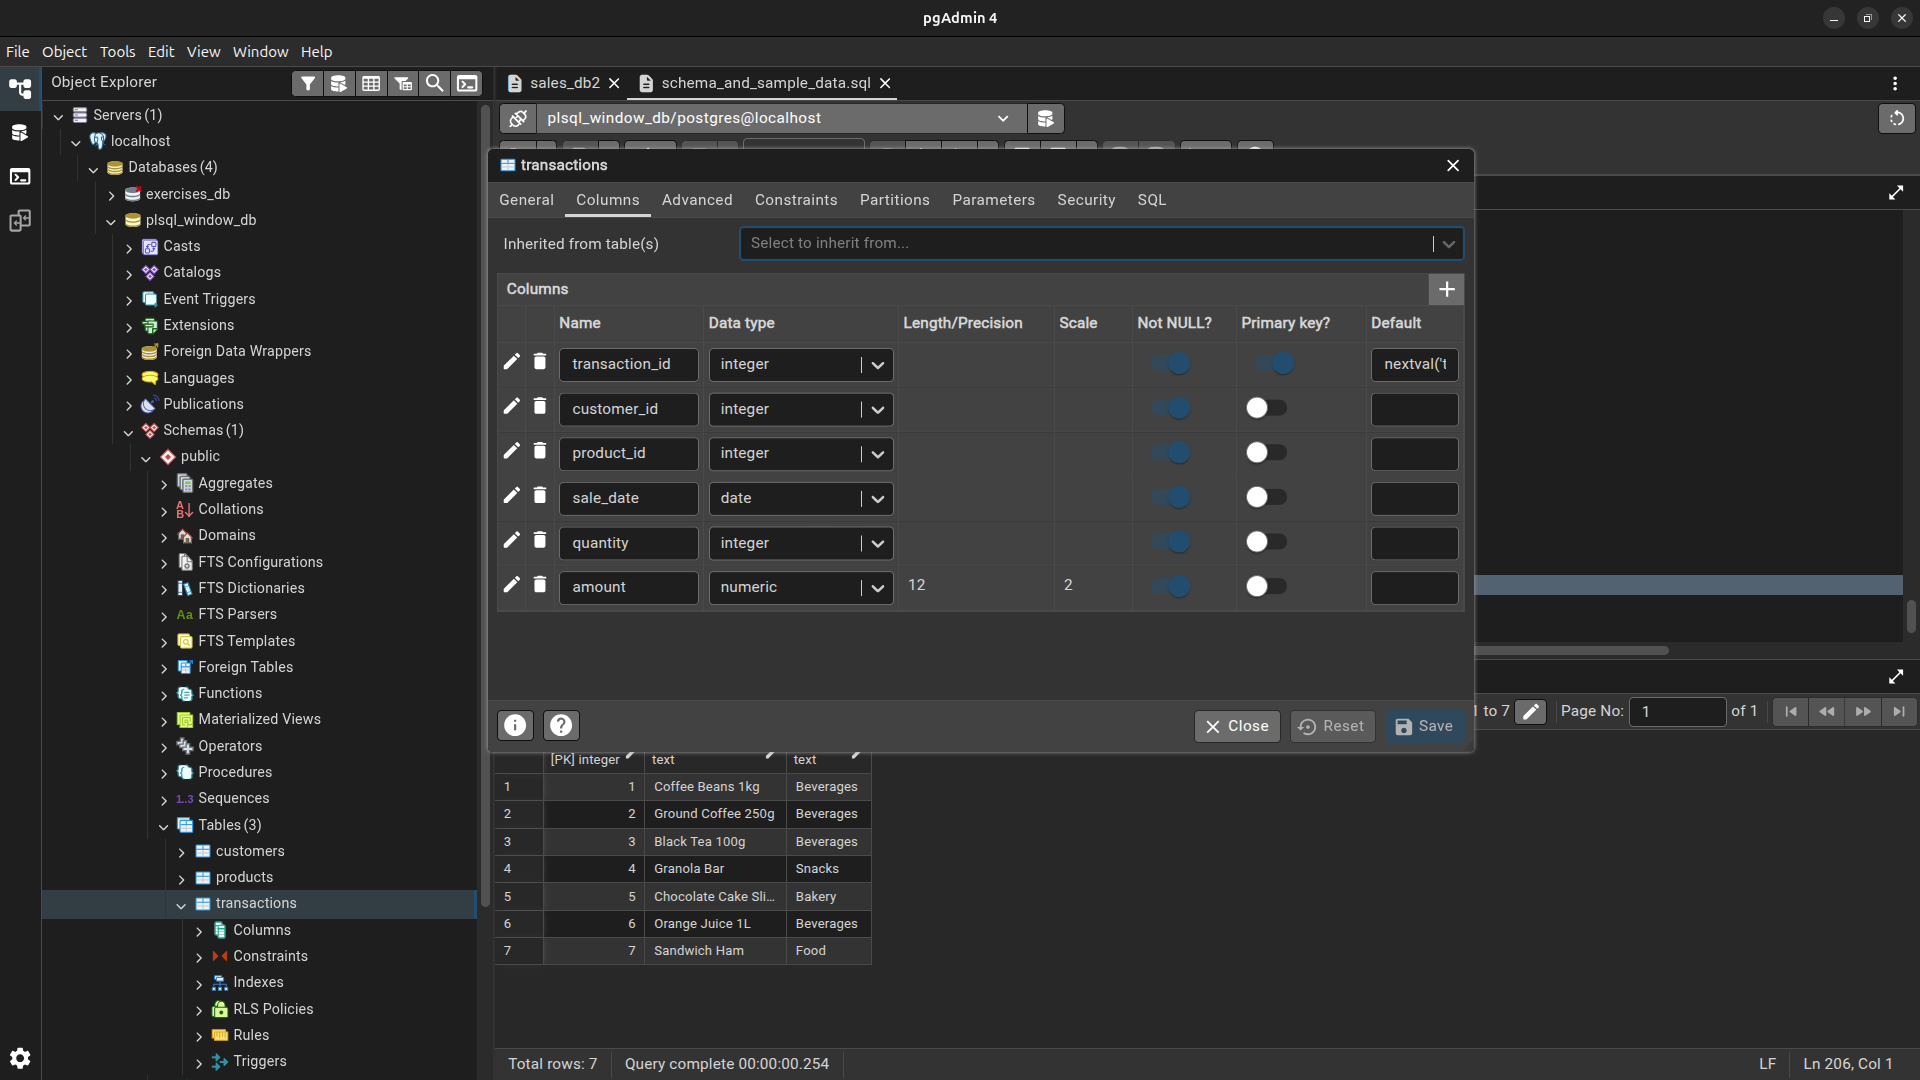 pgAdmin 4
File Object Tools Edit View Window Help
Object Explorer
sales_db2
schema_and_sample_data.sql
Servers (1)
localhost
Databases (4)
exercises_db
plsql_window_db
Casts
Catalogs
Event Triggers
Extensions
Foreign Data Wrappers
Languages
Publications
Schemas (1)
public
Aggregates
Collations
Domains
FTS Configurations
FTS Dictionaries
Aa FTS Parsers
FTS Templates
Foreign Tables
Functions
Materialized Views
Operators
Procedures
1..3 Sequences
Tables (3)
customers
products
transactions
Columns
Constraints
Indexes
RLS Policies
Rules
Triggers
plsql_window_db/postgres@localhost
transactions
General Columns Advanced Constraints Partitions Parameters Security SQL
Inherited from table(s) Select to inherit from...
Columns
Name Data type Length/Precision Scale Not NULL? Primary key? Default
transaction_id integer nextval('t
customer_id integer
product_id integer
sale_date date
quantity integer
amount numeric 12 2
Close Reset Save
to 7 Page No: 1 of 1
[PK] integer text text
1 1 Coffee Beans 1kg Beverages
2 2 Ground Coffee 250g Beverages
3 3 Black Tea 100g Beverages
4 4 Granola Bar Snacks
5 5 Chocolate Cake Sli... Bakery
6 6 Orange Juice 1L Beverages
7 7 Sandwich Ham Food
Total rows: 7 Query complete 00:00:00.254 LF Ln 206, Col 1